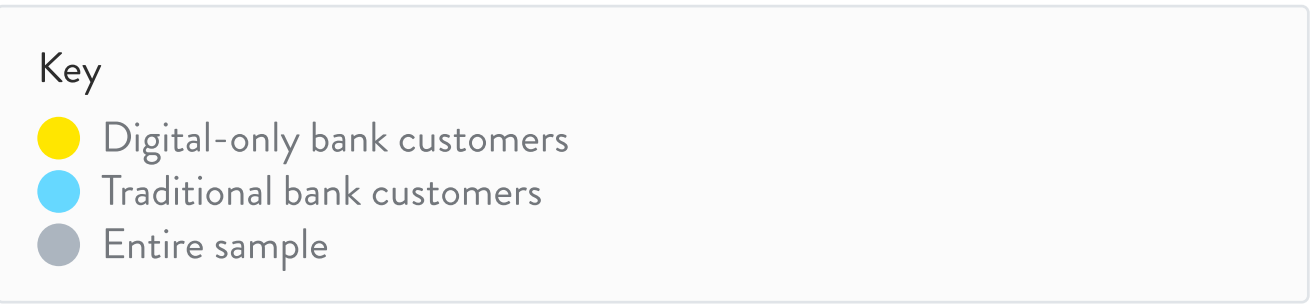 Key
Digital-only bank customers
Traditional bank customers
Entire sample